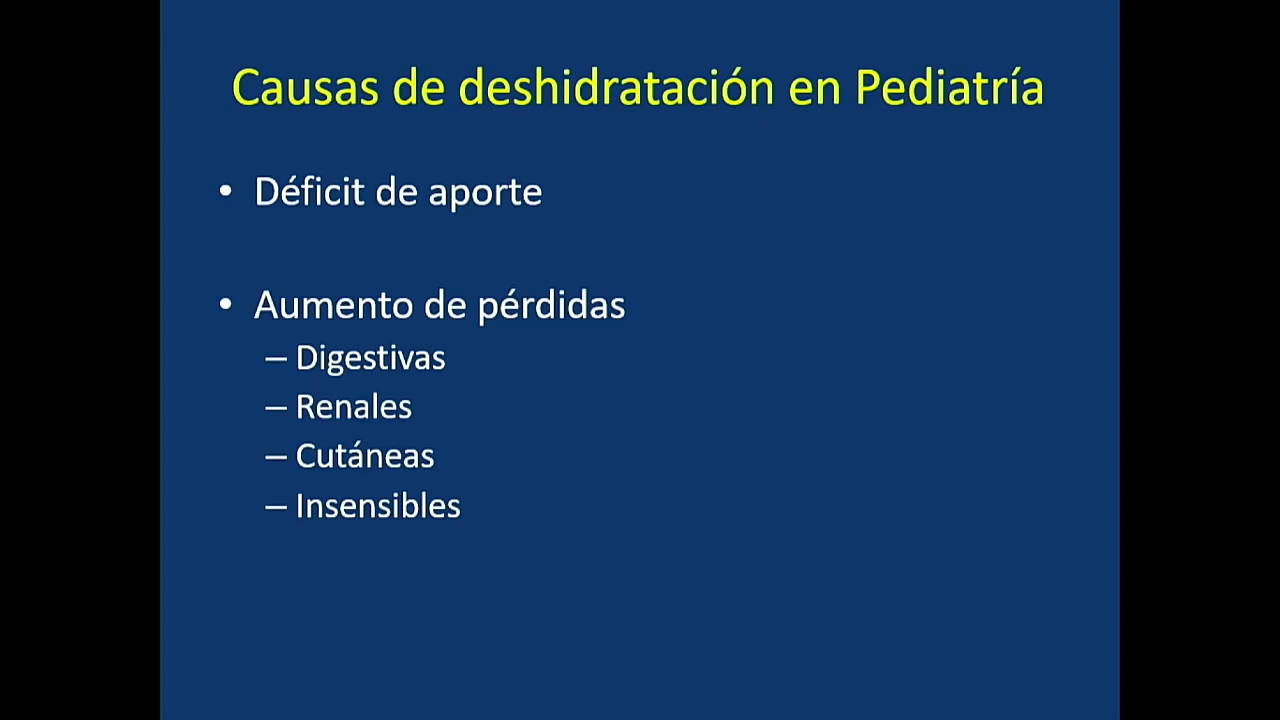 Causas de deshidratación en Pediatría
• Déficit de aporte
• Aumento de pérdidas
– Digestivas
– Renales
– Cutáneas
– Insensibles